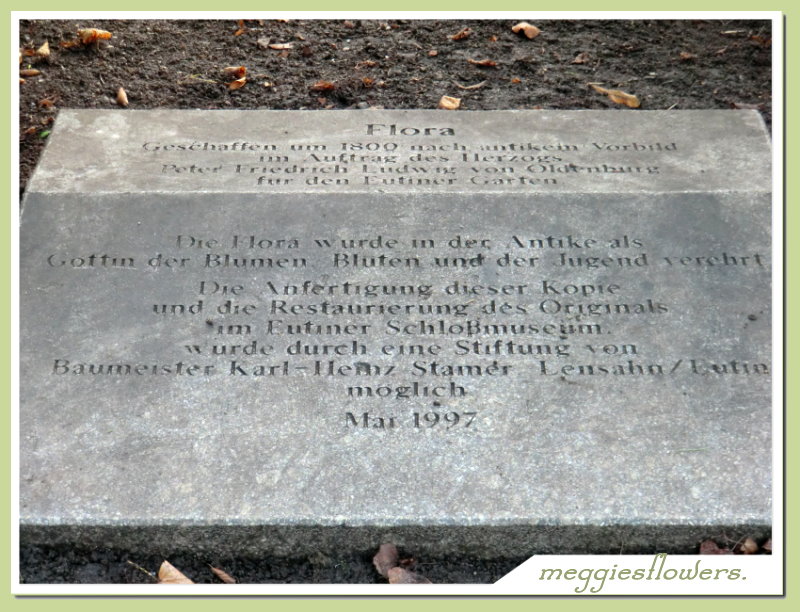 Flora
Geschaffen um 1800 nach antikem Vorbild
im Auftrag des Herzogs
Peter Friedrich Ludwig von Oldenburg
für den Eutiner Garten
Die Flora wurde in der Antike als
Göttin der Blumen, Blüten und der Jugend verehrt.
Die Anfertigung dieser Kopie
und die Restaurierung des Originals
im Eutiner Schloßmuseum,
wurde durch eine Stiftung von
Baumeister Karl-Heinz Stamer, Lensahn/Eutin
möglich
Mai 1997
meggiesflowers.